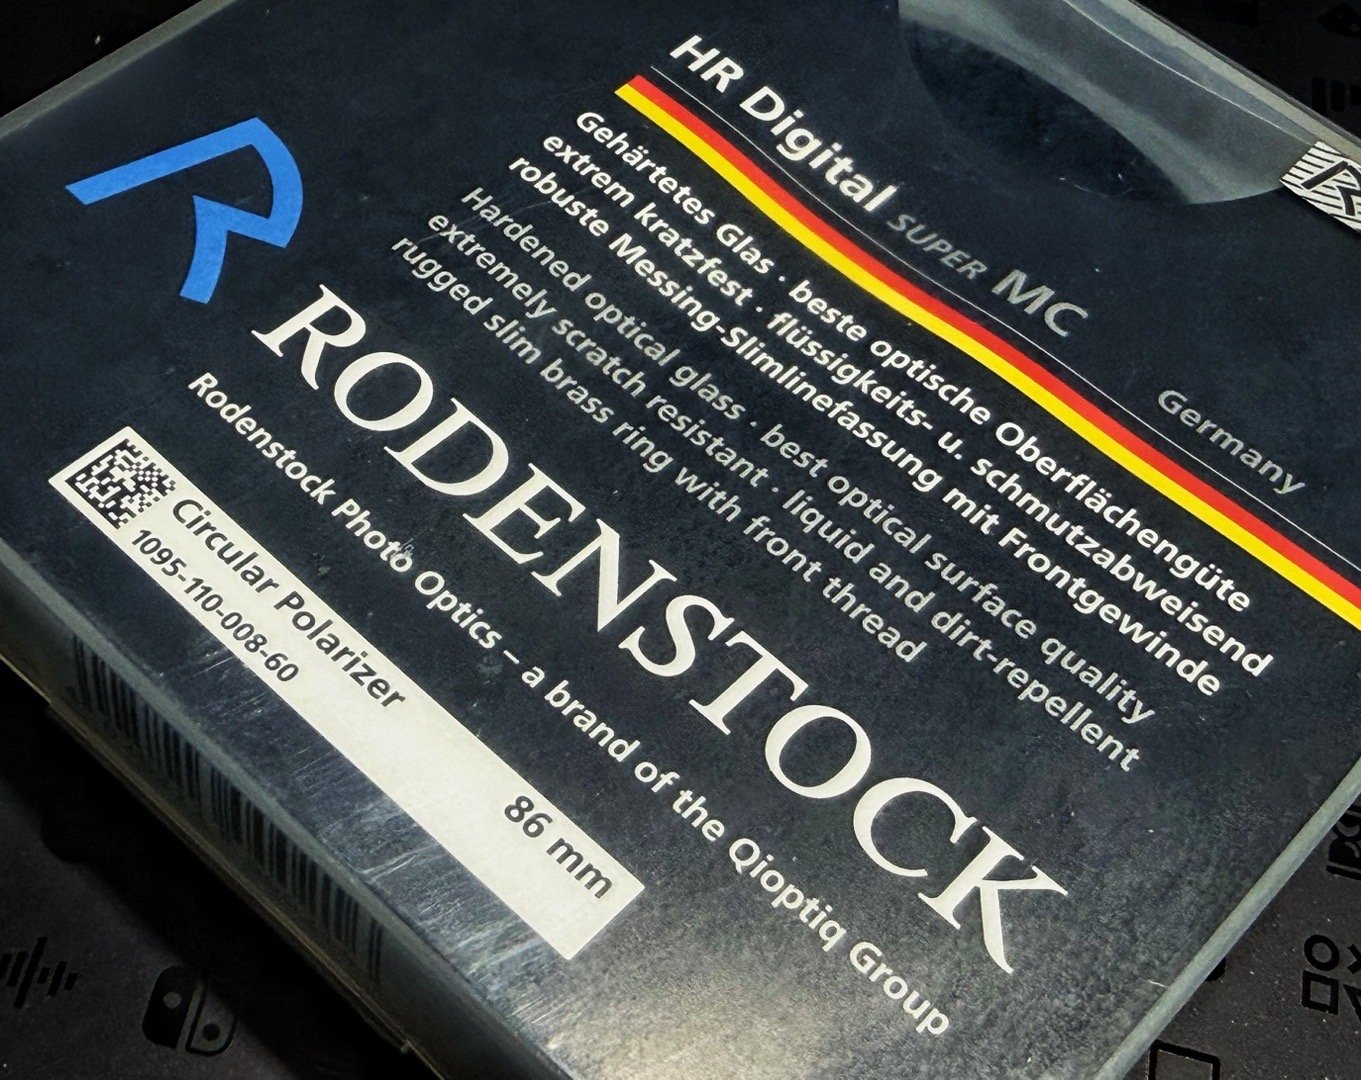 HR Digital SUPER MC
Germany
Gehärtetes Glas · beste optische Oberflächengüte
extrem kratzfest · flüssigkeits- u. schmutzabweisend
robuste Messing-Slimlinefassung mit Frontgewinde
Hardened optical glass · best optical surface quality
extremely scratch resistant · liquid and dirt-repellent
rugged slim brass ring with front thread
RODENSTOCK
Rodenstock Photo Optics – a brand of the Qioptiq Group
Circular Polarizer
1095-110-008-60
86 mm